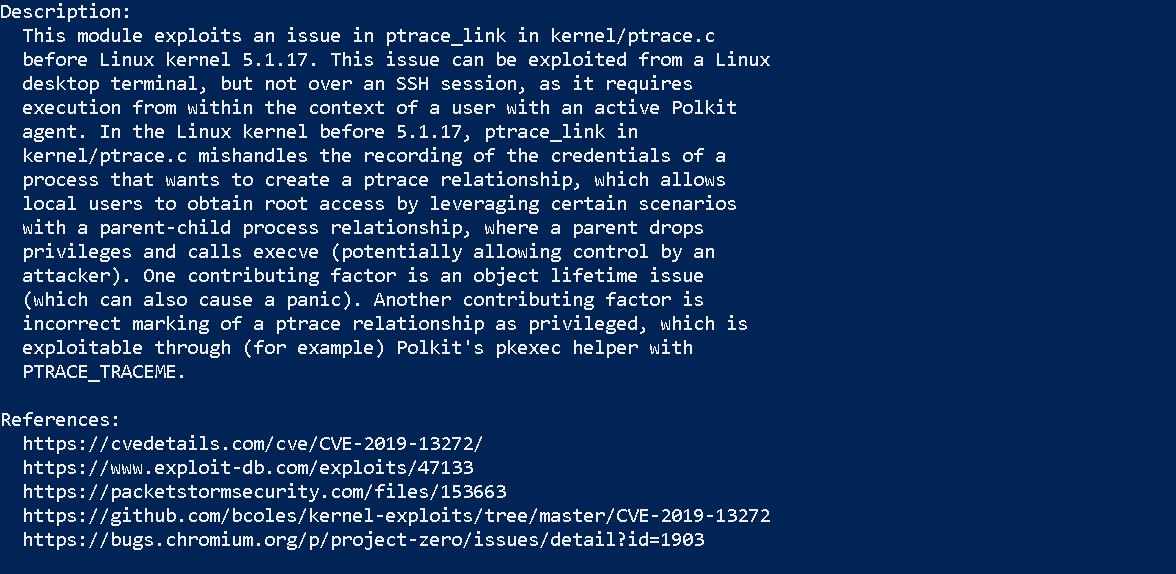 Description:
This module exploits an issue in ptrace_link in kernel/ptrace.c
before Linux kernel 5.1.17. This issue can be exploited from a Linux
desktop terminal, but not over an SSH session, as it requires
execution from within the context of a user with an active Polkit
agent. In the Linux kernel before 5.1.17, ptrace_link in
kernel/ptrace.c mishandles the recording of the credentials of a
process that wants to create a ptrace relationship, which allows
local users to obtain root access by leveraging certain scenarios
with a parent-child process relationship, where a parent drops
privileges and calls execve (potentially allowing control by an
attacker). One contributing factor is an object lifetime issue
(which can also cause a panic). Another contributing factor is
incorrect marking of a ptrace relationship as privileged, which is
exploitable through (for example) Polkit's pkexec helper with
PTRACE_TRACEME.
References:
https://cvedetails.com/cve/CVE-2019-13272/
https://www.exploit-db.com/exploits/47133
https://packetstormsecurity.com/files/153663
https://github.com/bcoles/kernel-exploits/tree/master/CVE-2019-13272
https://bugs.chromium.org/p/project-zero/issues/detail?id=1903